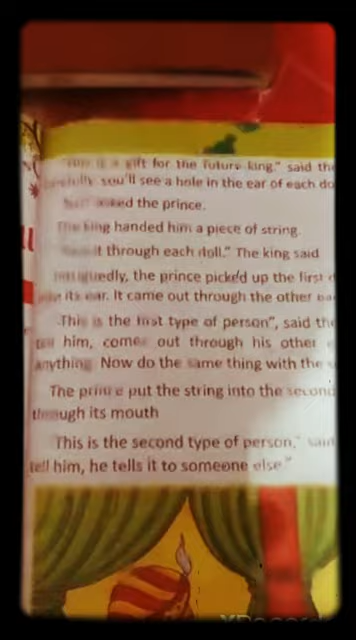 "This is a gift for the future king." said the
carefully you'll see a hole in the ear of each do
asked the prince.
The king handed him a piece of string.
it through each doll." The king said
Intriguedly, the prince picked up the first d
into its ear. It came out through the other ea
This is the first type of person", said the
tell him, comes out through his other e
anything. Now do the same thing with the s
The prince put the string into the second
through its mouth
This is the second type of person," said
tell him, he tells it to someone else"